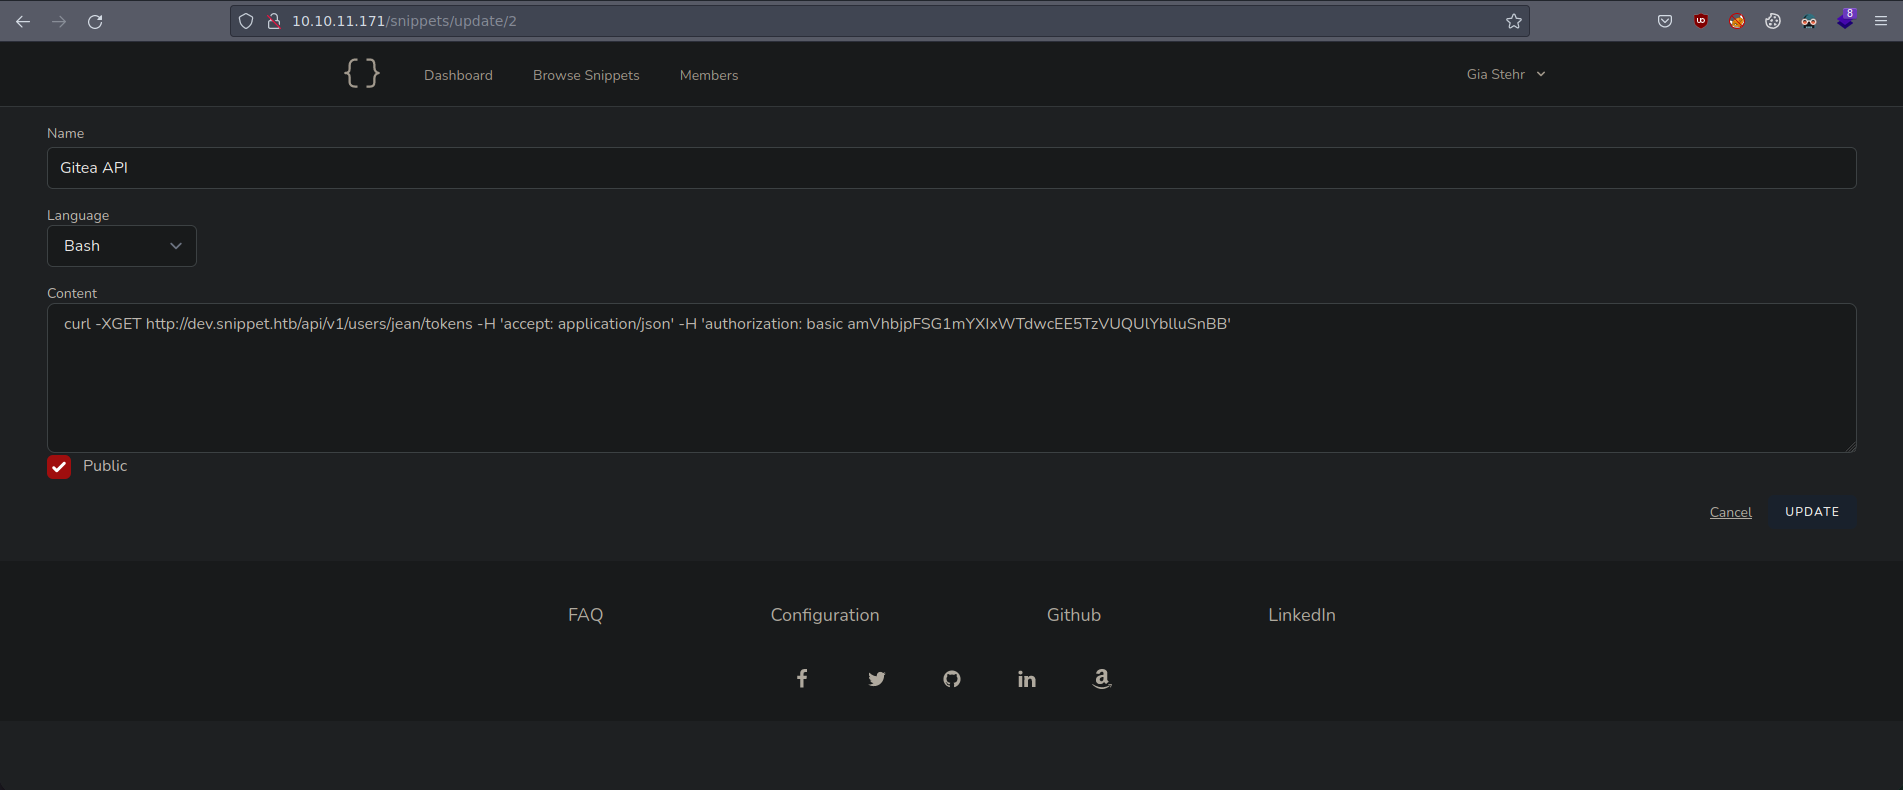 10.10.11.171/snippets/update/2
8
{ }
Dashboard Browse Snippets Members Gia Stehr
Name
Gitea API
Language
Bash
Content
curl -XGET http://dev.snippet.htb/api/v1/users/jean/tokens -H 'accept: application/json' -H 'authorization: basic amVhbjpFSG1mYXIxWTdwcEE5TzVUQUlYblluSnBB'
Public
Cancel UPDATE
FAQ Configuration Github LinkedIn